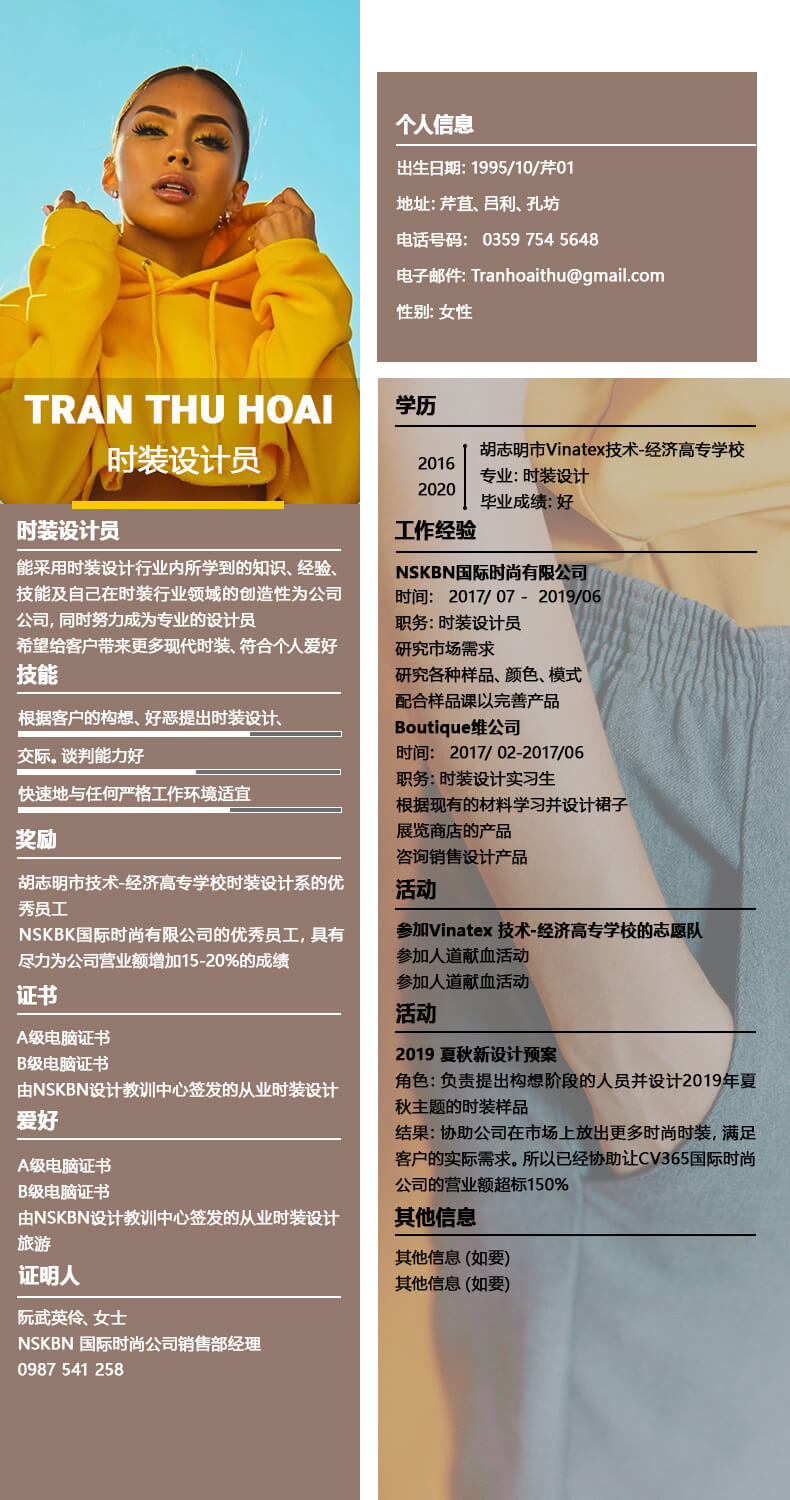 TRAN THU HOAI
时装设计员
时装设计员
能采用时装设计行业内所学到的知识、经验、
技能及自己在时装行业领域的创造性为公司
公司, 同时努力成为专业的设计员
希望给客户带来更多现代时装、符合个人爱好
技能
根据客户的构想、好恶提出时装设计、
交际。谈判能力好
快速地与任何严格工作环境适宜
奖励
胡志明市技术-经济高专学校时装设计系的优
秀员工
NSKBK国际时尚有限公司的优秀员工, 具有
尽力为公司营业额增加15-20%的成绩
证书
A级电脑证书
B级电脑证书
由NSKBN设计教训中心签发的从业时装设计
爱好
A级电脑证书
B级电脑证书
由NSKBN设计教训中心签发的从业时装设计
旅游
证明人
阮武英伶、女士
NSKBN 国际时尚公司销售部经理
0987 541 258
个人信息
出生日期: 1995/10/芹01
地址: 芹苴、吕利、孔坊
电话号码: 0359 754 5648
电子邮件: Tranhoaithu@gmail.com
性别: 女性
学历
2016
2020
胡志明市Vinatex技术-经济高专学校
专业: 时装设计
毕业成绩: 好
工作经验
NSKBN国际时尚有限公司
时间: 2017/ 07 - 2019/06
职务: 时装设计员
研究市场需求
研究各种样品、颜色、模式
配合样品课以完善产品
Boutique维公司
时间: 2017/ 02-2017/06
职务: 时装设计实习生
根据现有的材料学习并设计裙子
展览商店的产品
咨询销售设计产品
活动
参加Vinatex 技术-经济高专学校的志愿队
参加人道献血活动
参加人道献血活动
活动
2019 夏秋新设计预案
角色: 负责提出构想阶段的人员并设计2019年夏
秋主题的时装样品
结果: 协助公司在市场上放出更多时尚时装, 满足
客户的实际需求。所以已经协助让CV365国际时尚
公司的营业额超标150%
其他信息
其他信息 (如要)
其他信息 (如要)